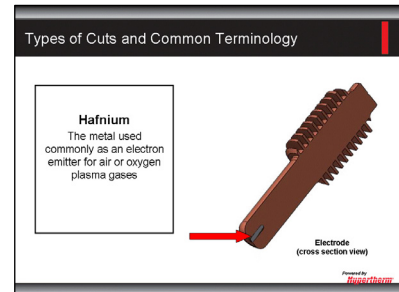 Types of Cuts and Common Terminology
Hafnium
The metal used
commonly as an electron
emitter for air or oxygen
plasma gases
Electrode
(cross section view)
Powered by
Hypertherm